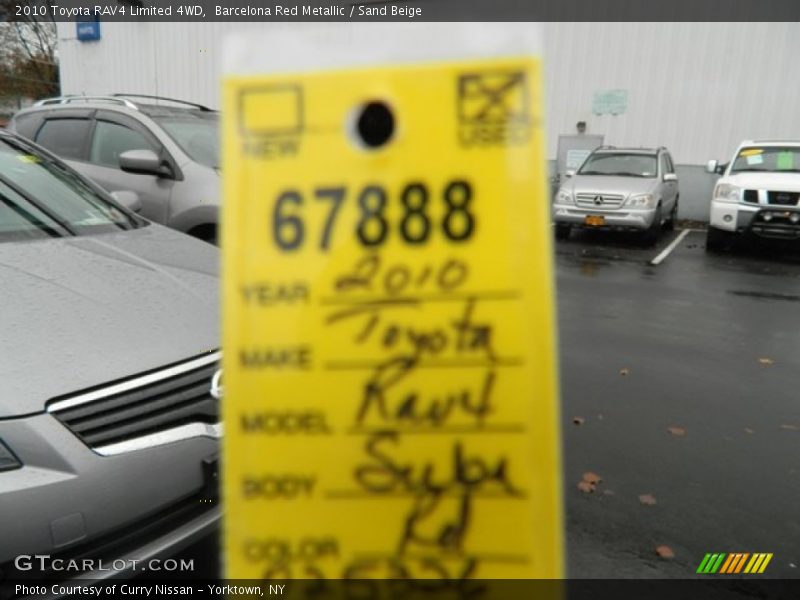 2010 Toyota RAV4 Limited 4WD, Barcelona Red Metallic / Sand Beige
NEW
USED
67888
YEAR 2010
MAKE Toyota
MODEL Rav4
BODY Subu
COLOR Rd
GTCARLOT.COM
Photo Courtesy of Curry Nissan - Yorktown, NY